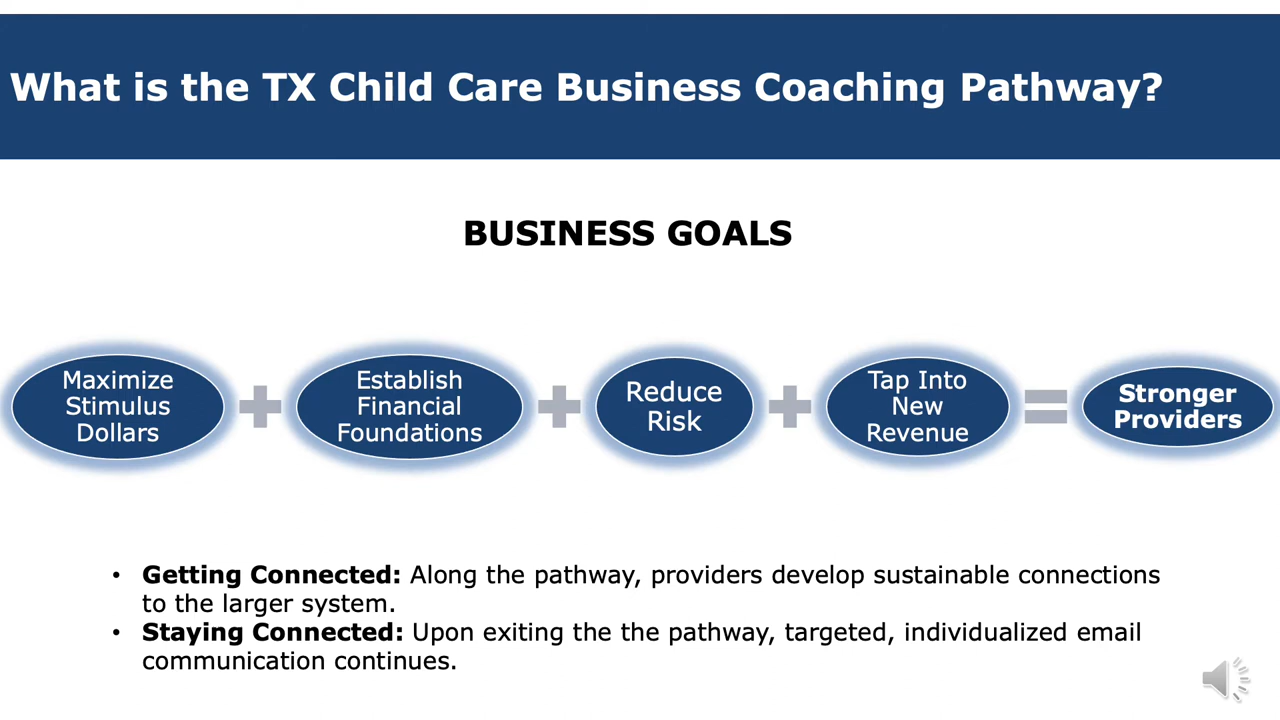 What is the TX Child Care Business Coaching Pathway?
BUSINESS GOALS
Maximize
Stimulus
Dollars
Establish
Financial
Foundations
Reduce
Risk
Tap Into
New
Revenue
Stronger
Providers
• Getting Connected: Along the pathway, providers develop sustainable connections
to the larger system.
• Staying Connected: Upon exiting the the pathway, targeted, individualized email
communication continues.